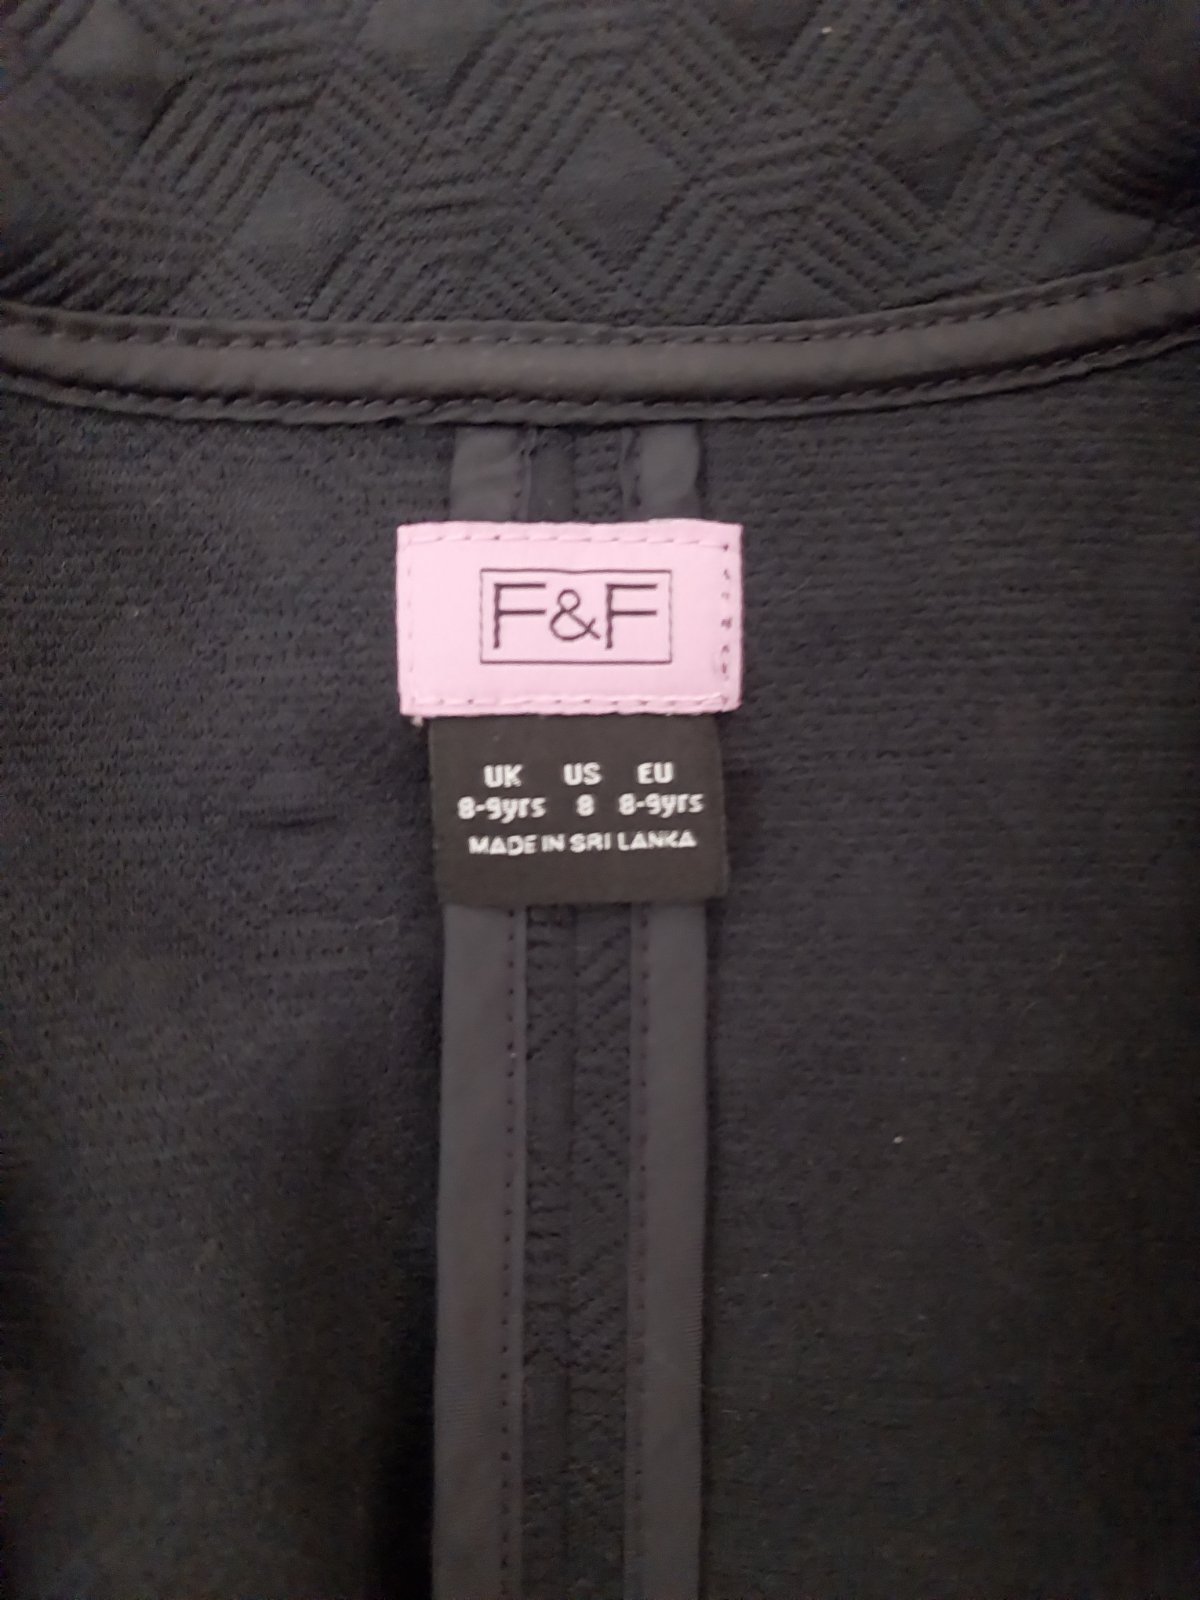 F&F
UK US EU
8-9yrs 8 8-9yrs
MADE IN SRI LANKA